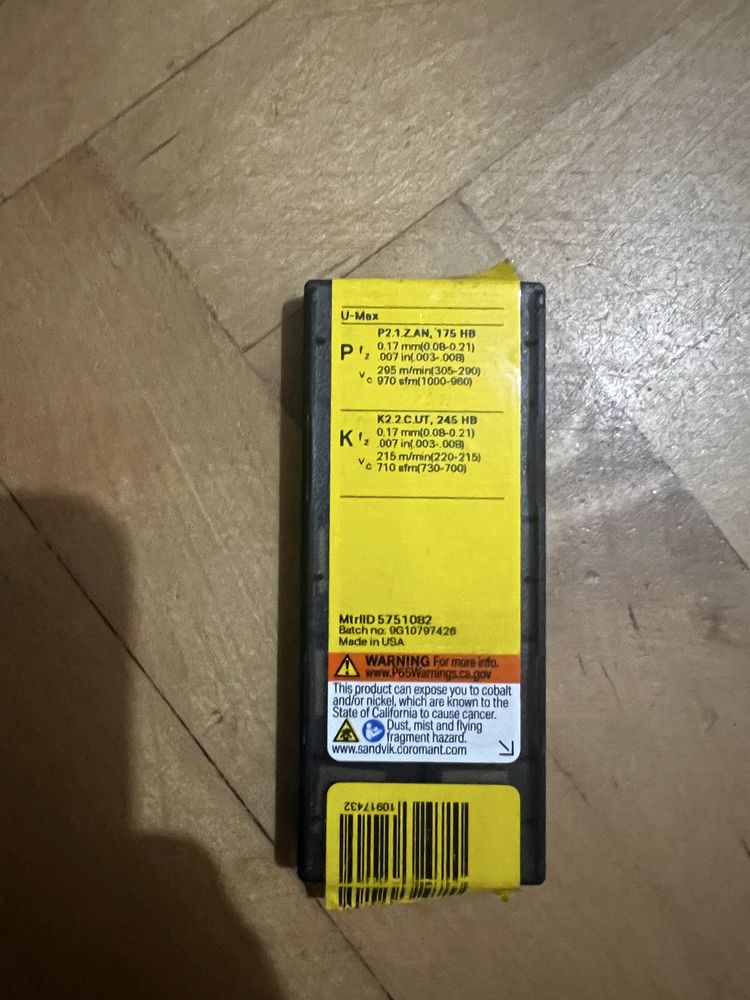 U-Max
P2.1.Z.AN, 175 HB
P fz 0.17 mm(0.08-0.21)
.007 in(.003-.008)
vc 295 m/min(305-290)
970 sfm(1000-960)
K2.2.C.UT, 245 HB
K fz 0.17 mm(0.08-0.21)
.007 in(.003-.008)
vc 215 m/min(220-215)
710 sfm(730-700)
MtrlID 5751082
Batch no: 9G10797426
Made in USA
WARNING For more info.
www.P65Warnings.ca.gov
This product can expose you to cobalt
and/or nickel, which are known to the
State of California to cause cancer.
Dust, mist and flying
fragment hazard.
www.sandvik.coromant.com
10917432